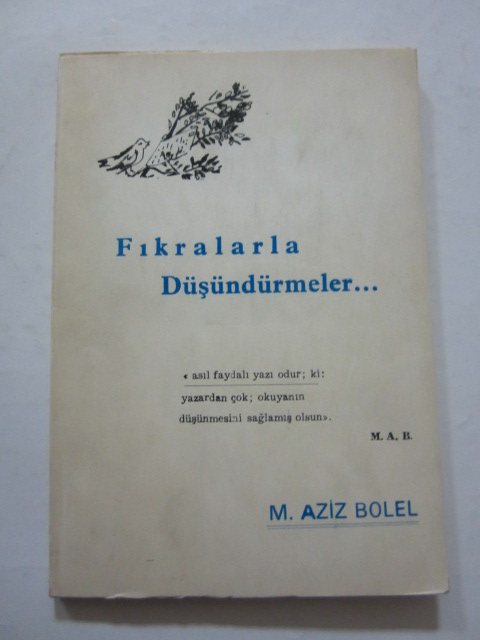 Fıkralarla
Düşündürmeler...
« asıl faydalı yazı odur; ki:
yazardan çok; okuyanın
düşünmesini sağlamış olsun».
M. A. B.
M. AZİZ BOLEL